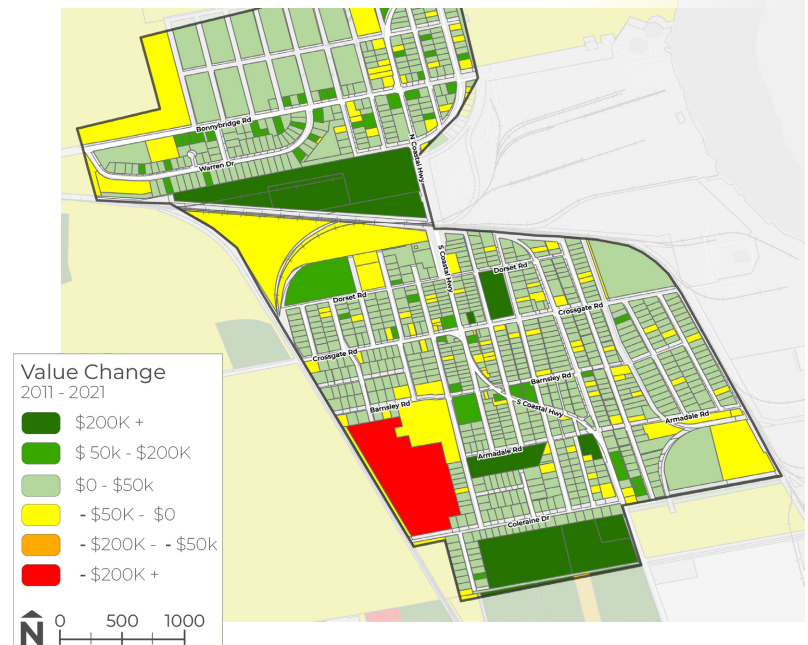 Bonnybridge Rd
Warren Dr
N Coastal Hwy
S Coastal Hwy
Dorset Rd
Dorset Rd
Crossgate Rd
Crossgate Rd
Barnsley Rd
Barnsley Rd
S Coastal Hwy
Armadale Rd
Armadale Rd
Coleraine Dr
Value Change
2011 - 2021
$200K +
$ 50k - $200K
$0 - $50k
- $50K - $0
- $200K - - $50k
- $200K +
N
0 500 1000